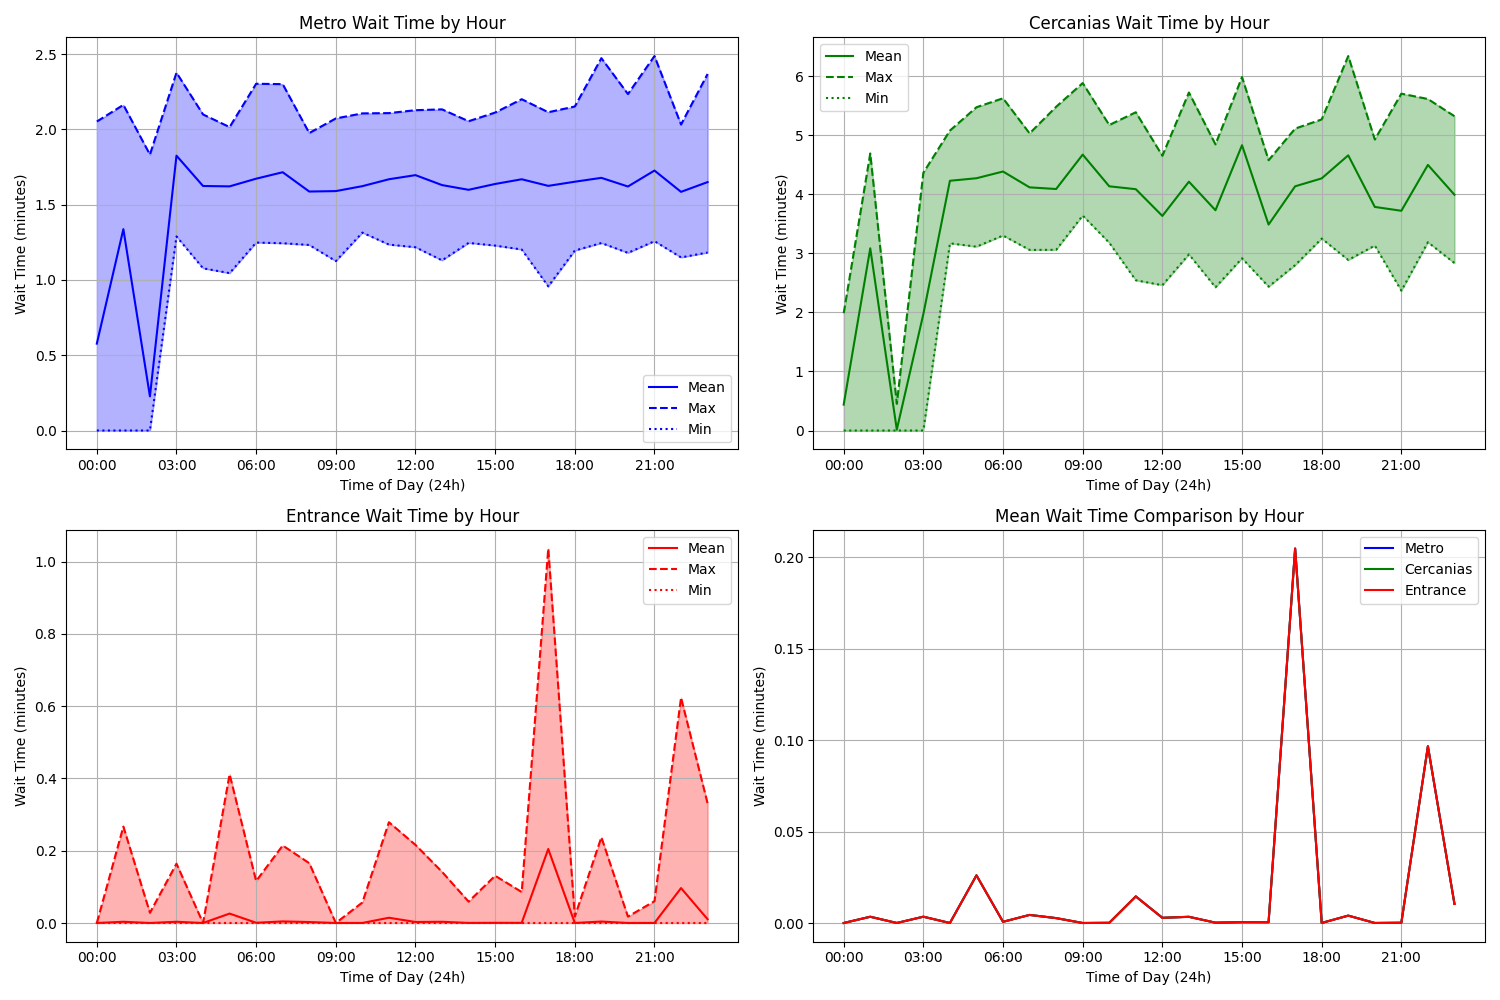 Metro Wait Time by Hour
Wait Time (minutes)
2.5
2.0
1.5
1.0
0.5
0.0
Mean
Max
Min
00:00 03:00 06:00 09:00 12:00 15:00 18:00 21:00
Time of Day (24h)
Cercanias Wait Time by Hour
Wait Time (minutes)
6
5
4
3
2
1
0
Mean
Max
Min
00:00 03:00 06:00 09:00 12:00 15:00 18:00 21:00
Time of Day (24h)
Entrance Wait Time by Hour
Wait Time (minutes)
1.0
0.8
0.6
0.4
0.2
0.0
Mean
Max
Min
00:00 03:00 06:00 09:00 12:00 15:00 18:00 21:00
Time of Day (24h)
Mean Wait Time Comparison by Hour
Wait Time (minutes)
0.20
0.15
0.10
0.05
0.00
Metro
Cercanias
Entrance
00:00 03:00 06:00 09:00 12:00 15:00 18:00 21:00
Time of Day (24h)